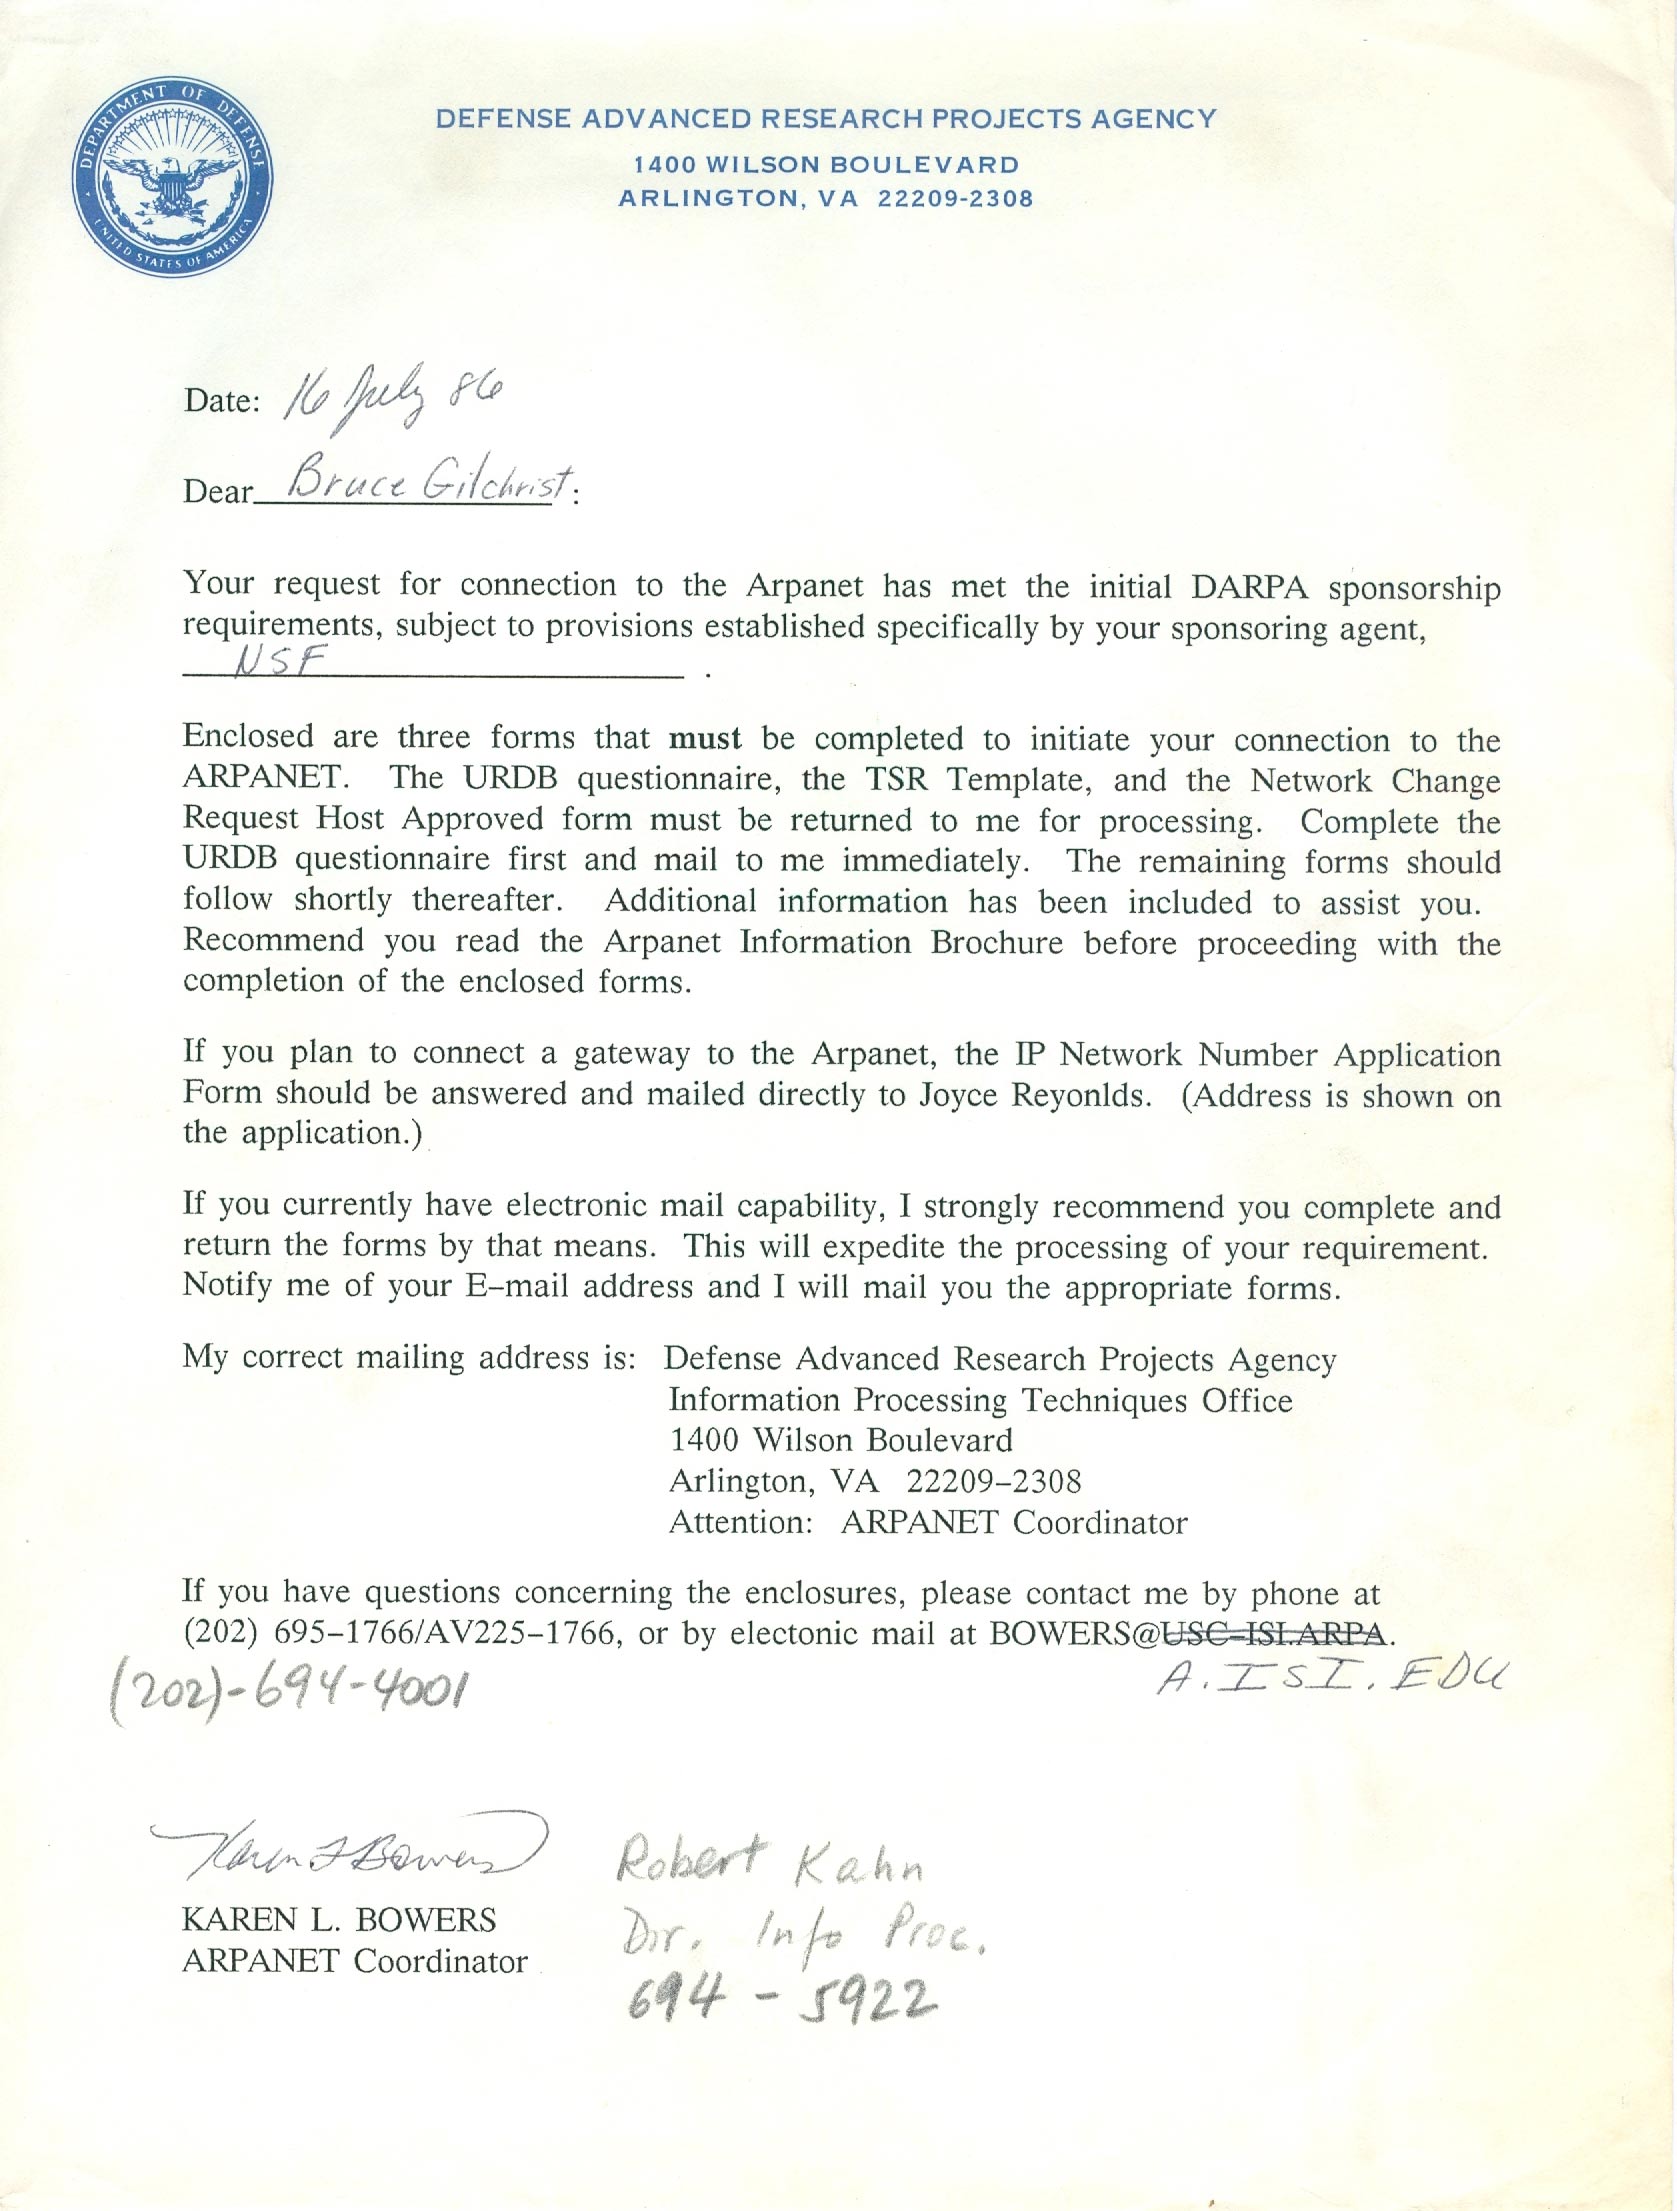 DEPARTMENT OF DEFENSE
UNITED STATES OF AMERICA
DEFENSE ADVANCED RESEARCH PROJECTS AGENCY
1400 WILSON BOULEVARD
ARLINGTON, VA 22209-2308
Date: 16 July 86
Dear Bruce Gilchrist:
Your request for connection to the Arpanet has met the initial DARPA sponsorship
requirements, subject to provisions established specifically by your sponsoring agent,
NSF .
Enclosed are three forms that must be completed to initiate your connection to the
ARPANET. The URDB questionnaire, the TSR Template, and the Network Change
Request Host Approved form must be returned to me for processing. Complete the
URDB questionnaire first and mail to me immediately. The remaining forms should
follow shortly thereafter. Additional information has been included to assist you.
Recommend you read the Arpanet Information Brochure before proceeding with the
completion of the enclosed forms.
If you plan to connect a gateway to the Arpanet, the IP Network Number Application
Form should be answered and mailed directly to Joyce Reyonlds. (Address is shown on
the application.)
If you currently have electronic mail capability, I strongly recommend you complete and
return the forms by that means. This will expedite the processing of your requirement.
Notify me of your E-mail address and I will mail you the appropriate forms.
My correct mailing address is: Defense Advanced Research Projects Agency
Information Processing Techniques Office
1400 Wilson Boulevard
Arlington, VA 22209-2308
Attention: ARPANET Coordinator
If you have questions concerning the enclosures, please contact me by phone at
(202) 695-1766/AV225-1766, or by electonic mail at BOWERS@USC-ISI.ARPA.
(202)-694-4001 A.ISI.EDU
Karen L Bowers
KAREN L. BOWERS
ARPANET Coordinator
Robert Kahn
Dir. Info Proc.
694-5922